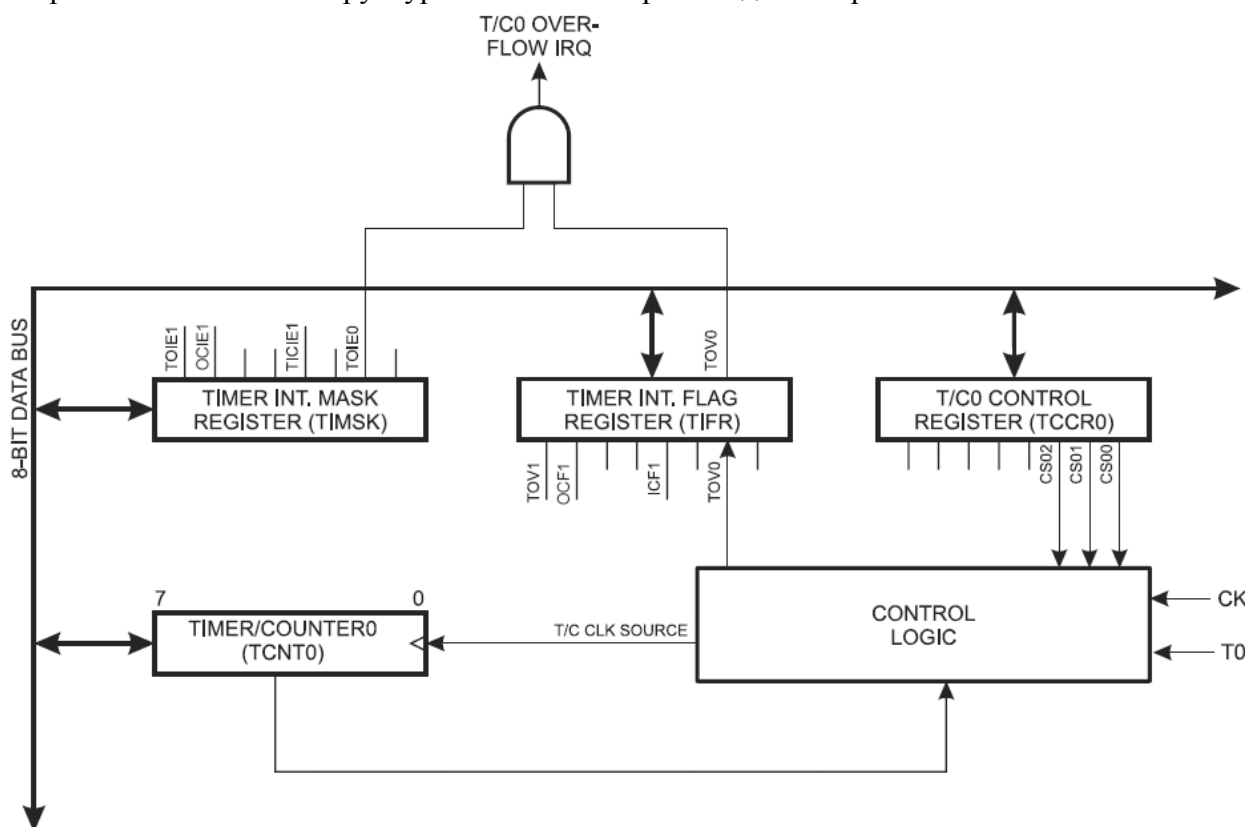 T/C0 OVER-
FLOW IRQ
8-BIT DATA BUS
TOIE1
OCIE1
TICIE1
TOIE0
TOV0
TIMER INT. MASK
REGISTER (TIMSK)
TIMER INT. FLAG
REGISTER (TIFR)
T/C0 CONTROL
REGISTER (TCCR0)
TOV1
OCF1
ICF1
TOV0
CS02
CS01
CS00
7
0
TIMER/COUNTER0
(TCNT0)
T/C CLK SOURCE
CONTROL
LOGIC
CK
T0